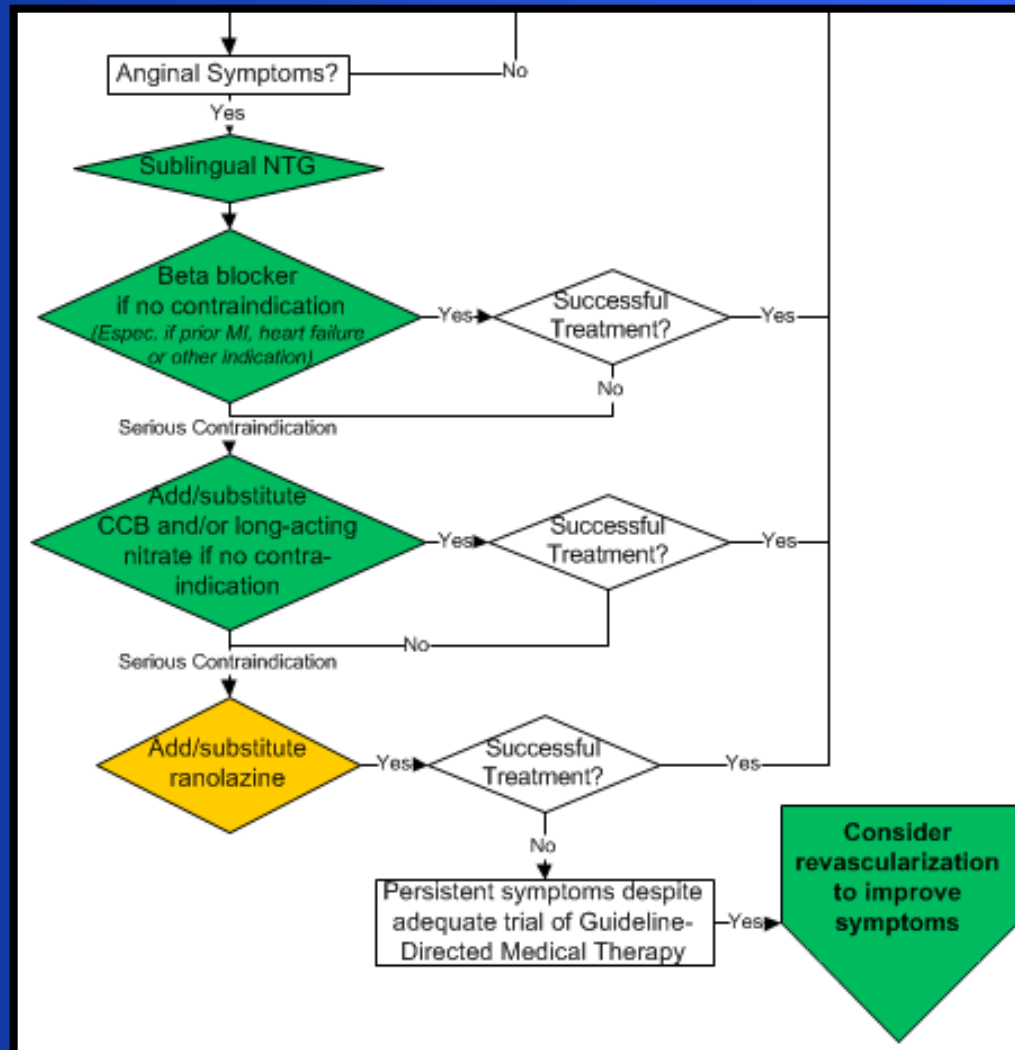 Anginal Symptoms?
No
Yes
Sublingual NTG
Beta blocker
if no contraindication
(Espec. if prior MI, heart failure
or other indication)
Yes
Successful
Treatment?
Yes
No
Serious Contraindication
Add/substitute
CCB and/or long-acting
nitrate if no contra-
indication
Yes
Successful
Treatment?
Yes
No
Serious Contraindication
Add/substitute
ranolazine
Yes
Successful
Treatment?
Yes
No
Persistent symptoms despite
adequate trial of Guideline-
Directed Medical Therapy
Yes
Consider
revascularization
to improve
symptoms